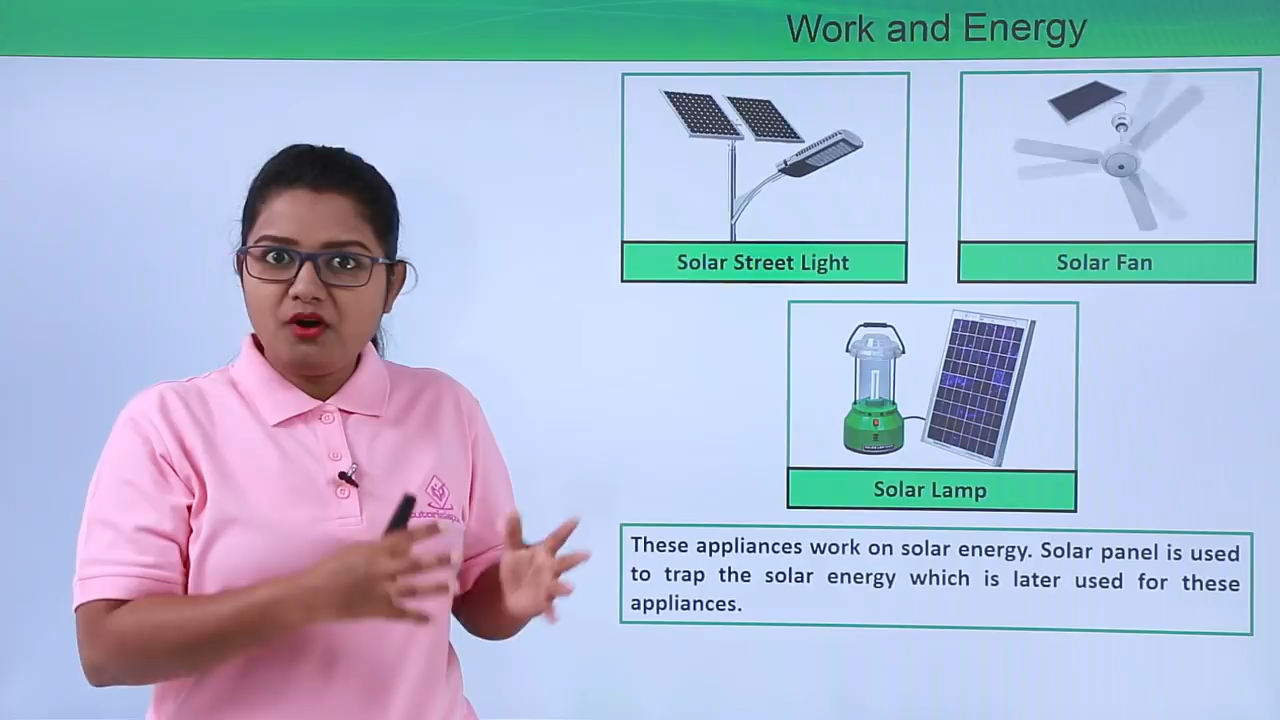 Work and Energy
Solar Street Light
Solar Fan
Solar Lamp
These appliances work on solar energy. Solar panel is used
to trap the solar energy which is later used for these
appliances.